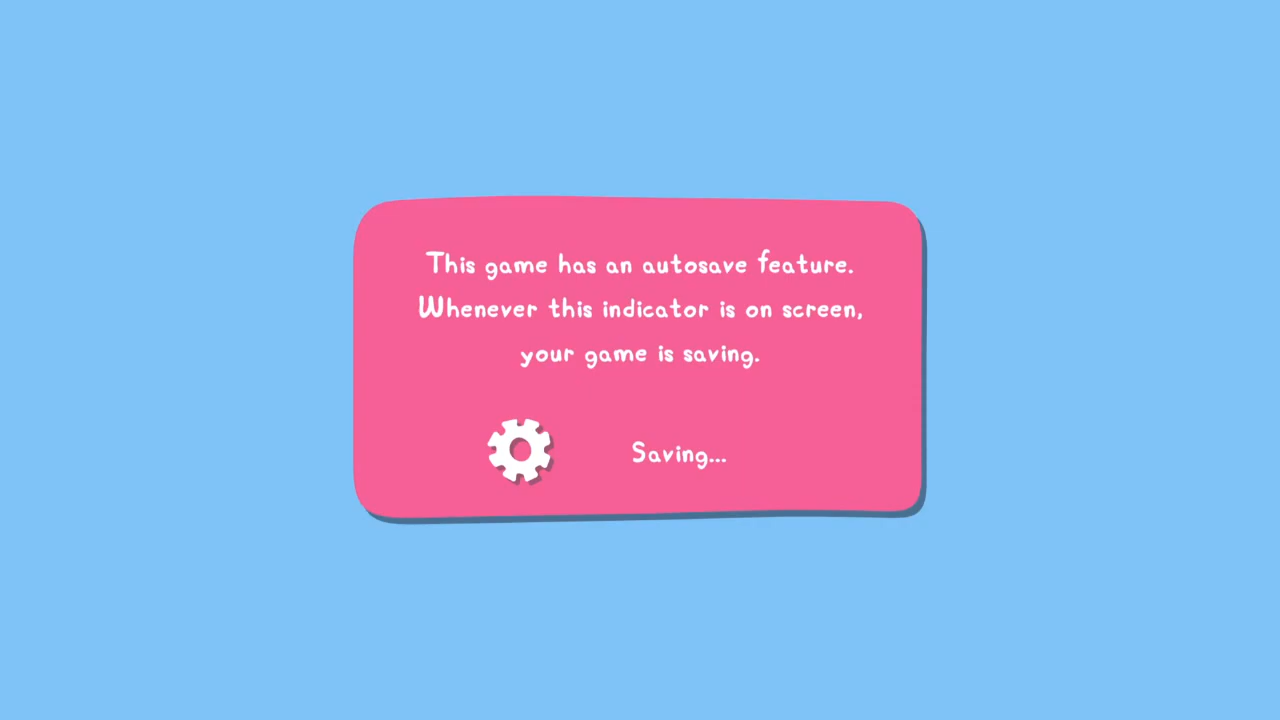 This game has an autosave feature.
Whenever this indicator is on screen,
your game is saving.
Saving...